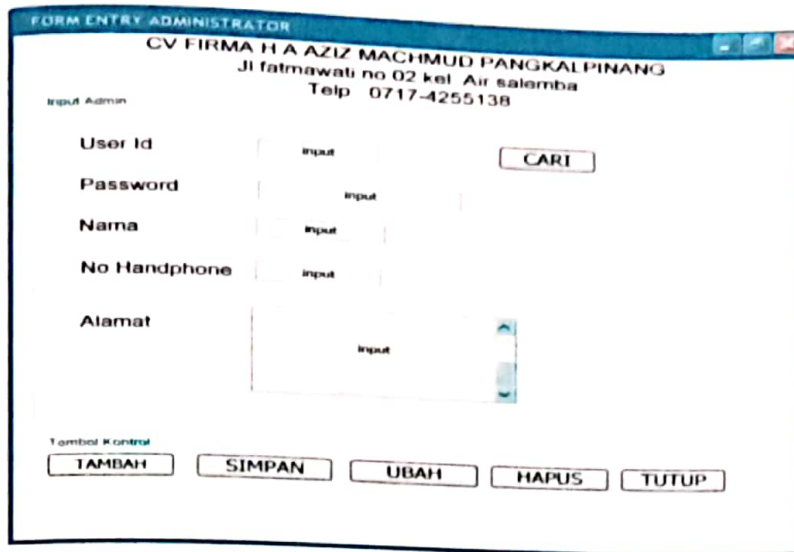 FORM ENTRY ADMINISTRATOR
CV FIRMA H A AZIZ MACHMUD PANGKALPINANG
Jl fatmawati no 02 kel Air salemba
Telp 0717-4255138
Input Admin
User Id input CARI
Password input
Nama input
No Handphone input
Alamat input
Tombol Kontrol
TAMBAH SIMPAN UBAH HAPUS TUTUP